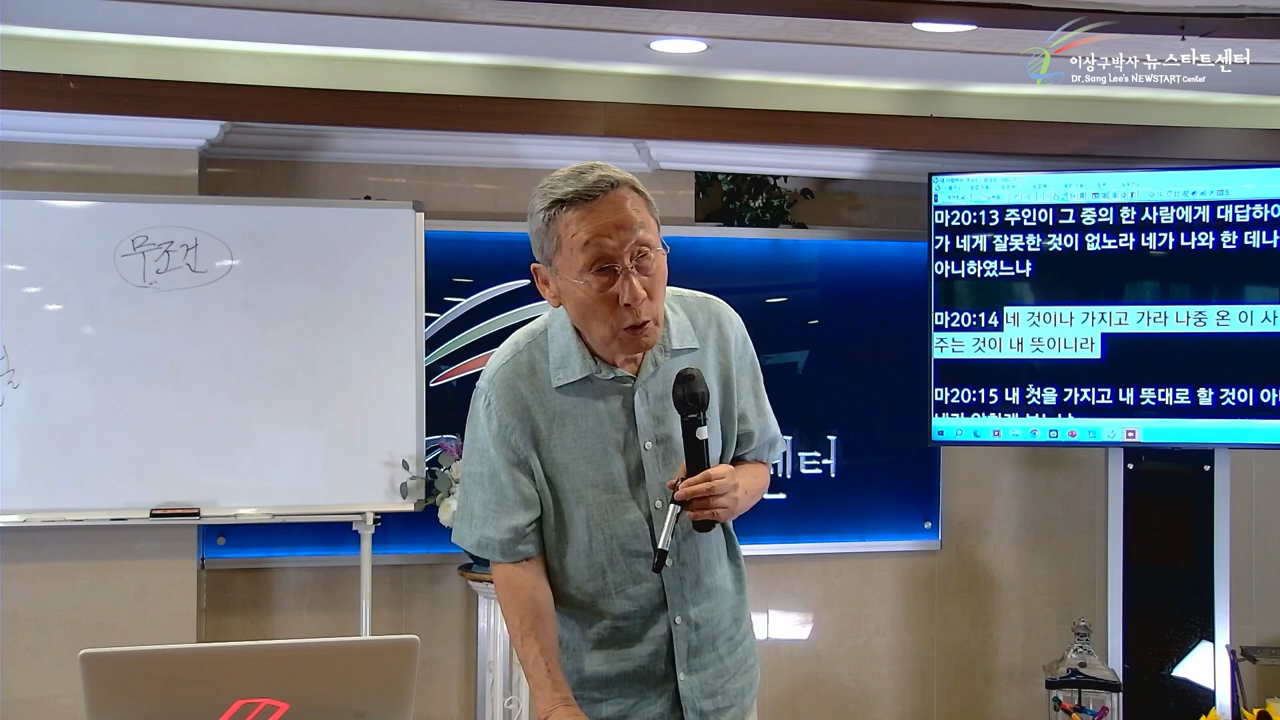 이상구박사 뉴스타트센터
Dr. Sang Lee's NEWSTART Center
무조건
마20:13 주인이 그 중의 한 사람에게 대답하
가 네게 잘못한 것이 없노라 네가 나와 한 데나
아니하였느냐
마20:14 네 것이나 가지고 가라 나중 온 이 사
주는 것이 내 뜻이니라
마20:15 내 것을 가지고 내 뜻대로 할 것이 아
센터